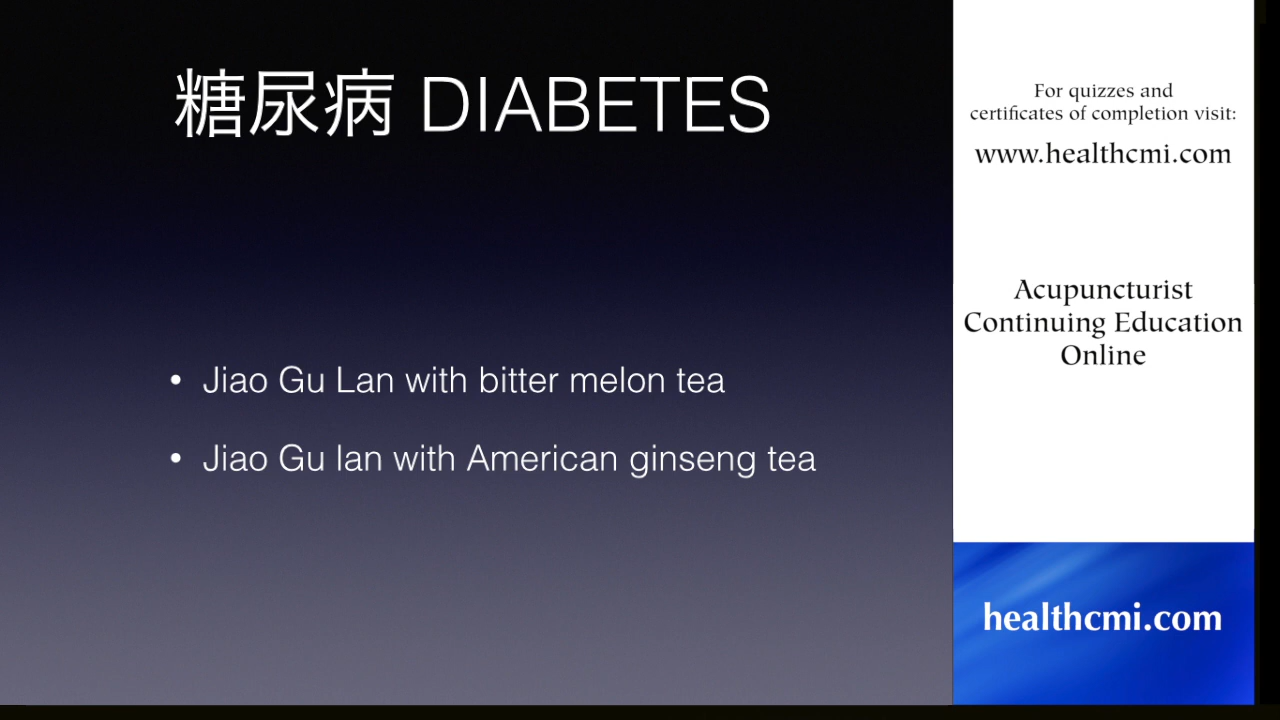 糖尿病 DIABETES
• Jiao Gu Lan with bitter melon tea
• Jiao Gu lan with American ginseng tea
For quizzes and
certificates of completion visit:
www.healthcmi.com
Acupuncturist
Continuing Education
Online
healthcmi.com